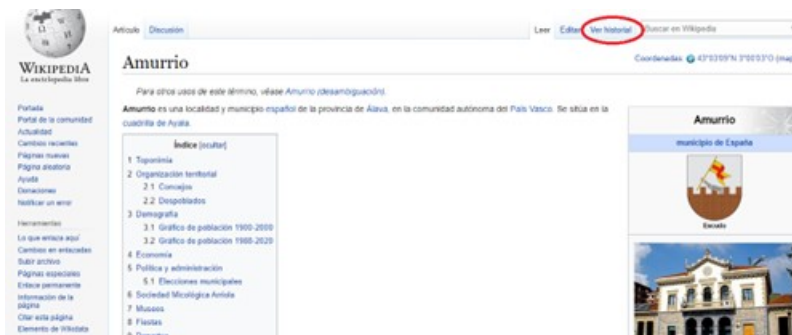 WIKIPEDIA
La enciclopedia libre
Portada
Portal de la comunidad
Actualidad
Cambios recientes
Páginas nuevas
Página aleatoria
Ayuda
Donaciones
Notificar un error
Herramientas
Lo que enlaza aquí
Cambios en enlazadas
Subir archivo
Páginas especiales
Enlace permanente
Información de la
página
Citar esta página
Elemento de Wikidata
Artículo Discusión
Leer Editar Ver historial Buscar en Wikipedia
Amurrio
Coordenadas:
Para otros usos de este término, véase Amurrio (desambiguación).
Amurrio es una localidad y municipio español de la provincia de Álava, en la comunidad autónoma del País Vasco. Se sitúa en la
cuadrilla de Ayala.
Índice [ocultar]
1 Toponimia
2 Organización territorial
2.1 Concejos
2.2 Despoblados
3 Demografía
3.1 Gráfico de población 1900-2000
3.2 Gráfico de población 1988-2020
4 Economía
5 Política y administración
5.1 Elecciones municipales
6 Sociedad Micológica Arriola
7 Museos
8 Fiestas
9 Deportes
Amurrio
municipio de España
Escudo